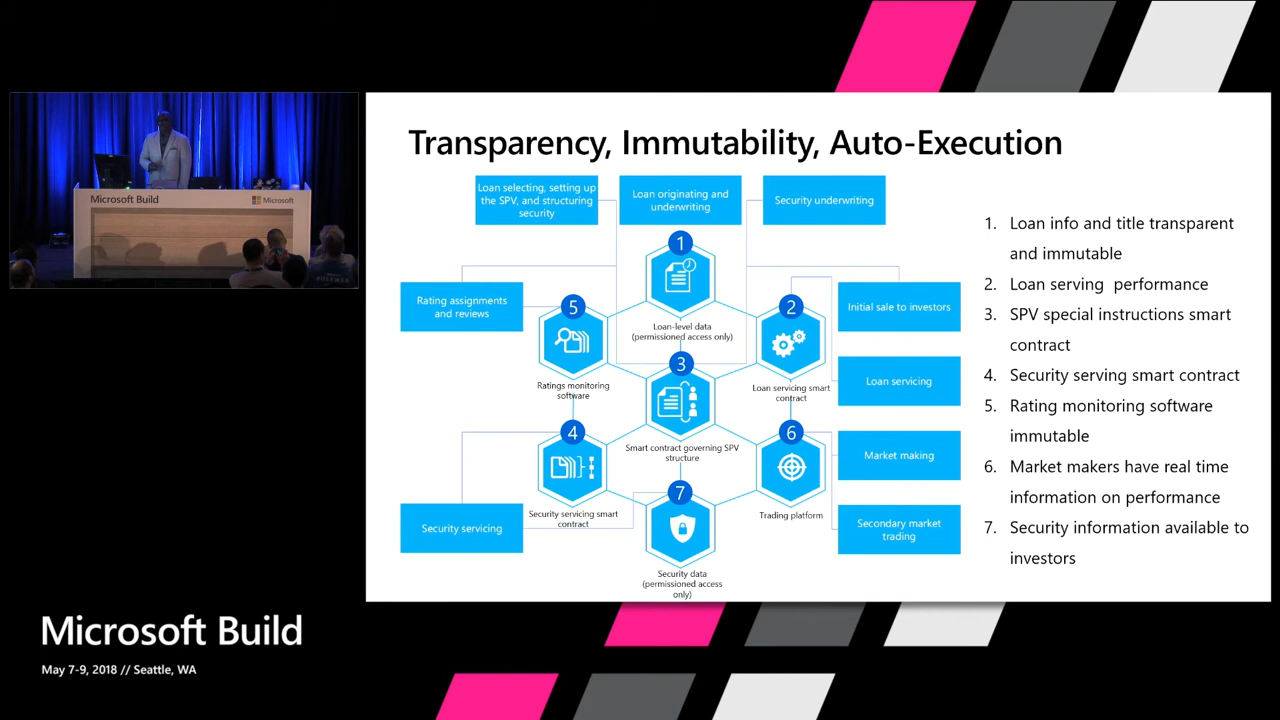 Transparency, Immutability, Auto-Execution
Loan selecting, setting up
the SPV, and structuring
security
Loan originating and
underwriting
Security underwriting
1
Loan-level data
(permissioned access only)
Rating assignments
and reviews
5
Ratings monitoring
software
2
Loan servicing smart
contract
Initial sale to investors
Loan servicing
3
Smart contract governing SPV
structure
4
Security servicing smart
contract
Security servicing
6
Trading platform
Market making
Secondary market
trading
7
Security data
(permissioned access
only)
1. Loan info and title transparent
and immutable
2. Loan serving performance
3. SPV special instructions smart
contract
4. Security serving smart contract
5. Rating monitoring software
immutable
6. Market makers have real time
information on performance
7. Security information available to
investors
Microsoft Build
Microsoft
Microsoft Build
May 7-9, 2018 // Seattle, WA